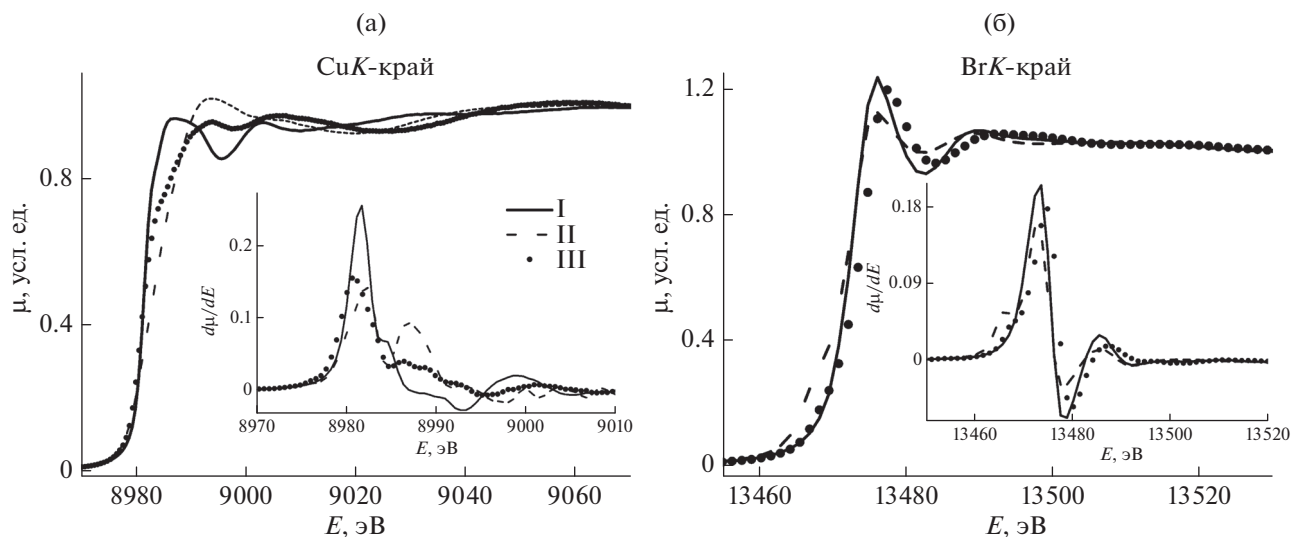 (а)
CuK-край
μ, усл. ед.
0.8
0.4
0
8980 9000 9020 9040 9060
E, эВ
I
II
III
dμ/dE
0.2
0.1
0
8970 8980 8990 9000 9010
E, эВ
(б)
BrK-край
μ, усл. ед.
1.2
0.8
0.4
0
13460 13480 13500 13520
E, эВ
dμ/dE
0.18
0.09
0
13460 13480 13500 13520
E, эВ